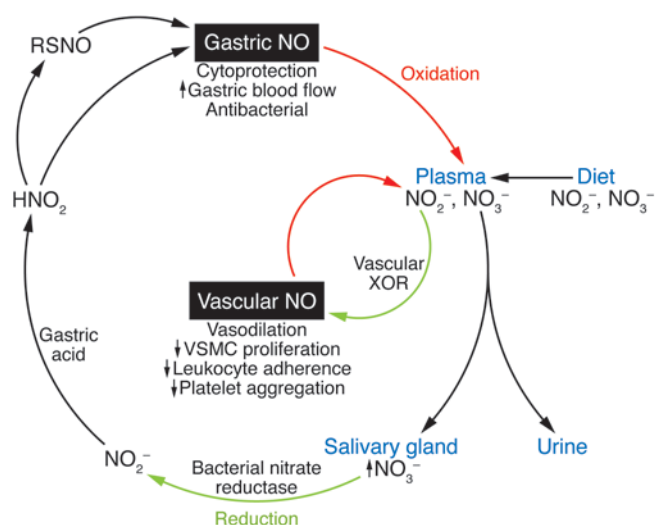 RSNO
Gastric NO
Cytoprotection
↑Gastric blood flow
Antibacterial
Oxidation
HNO₂
Plasma
NO₂⁻, NO₃⁻
Diet
NO₂⁻, NO₃⁻
Vascular
XOR
Vascular NO
Vasodilation
↓VSMC proliferation
↓Leukocyte adherence
↓Platelet aggregation
Gastric
acid
NO₂⁻
Bacterial nitrate
reductase
Reduction
Salivary gland
↑NO₃⁻
Urine